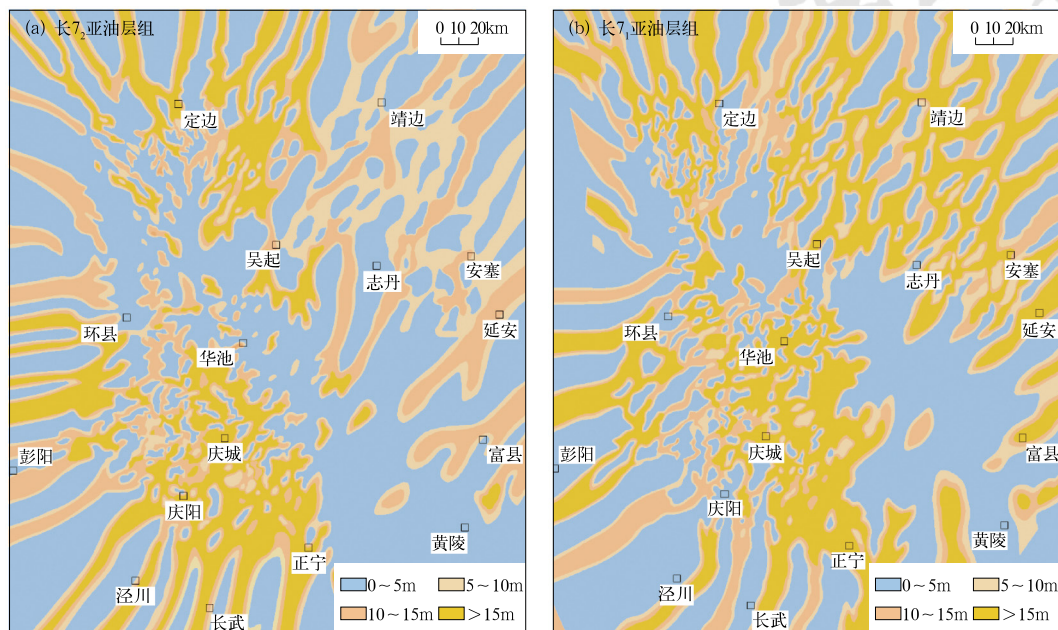 (a) 长7₂亚油层组
0 10 20km
定边
靖边
吴起
志丹
安塞
延安
环县
华池
庆城
彭阳
富县
庆阳
黄陵
正宁
泾川
长武
0～5m
5～10m
10～15m
＞15m
(b) 长7₁亚油层组
0 10 20km
定边
靖边
吴起
志丹
安塞
延安
环县
华池
庆城
彭阳
富县
庆阳
黄陵
正宁
泾川
长武
0～5m
5～10m
10～15m
＞15m